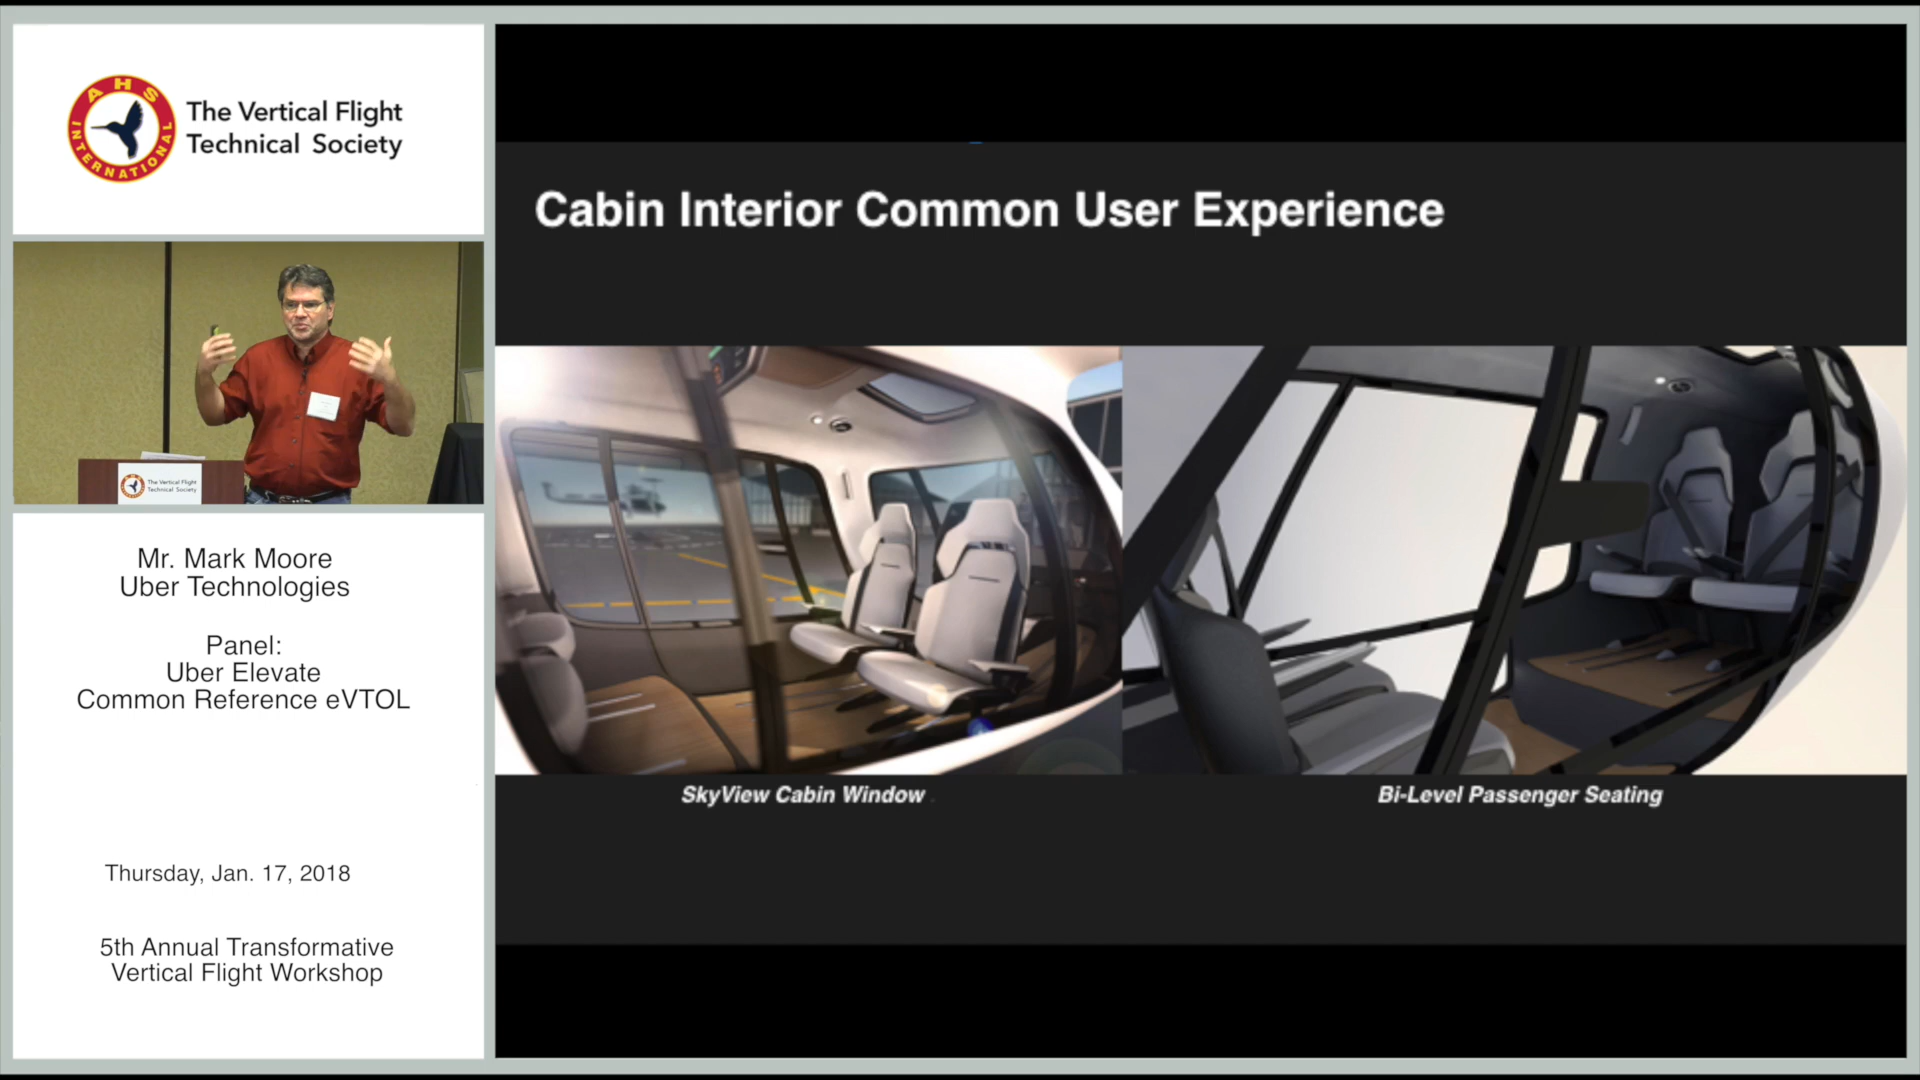 AHS
INTERNATIONAL
The Vertical Flight
Technical Society
The Vertical Flight
Technical Society
Mr. Mark Moore
Uber Technologies
Panel:
Uber Elevate
Common Reference eVTOL
Thursday, Jan. 17, 2018
5th Annual Transformative
Vertical Flight Workshop
Cabin Interior Common User Experience
SkyView Cabin Window
Bi-Level Passenger Seating